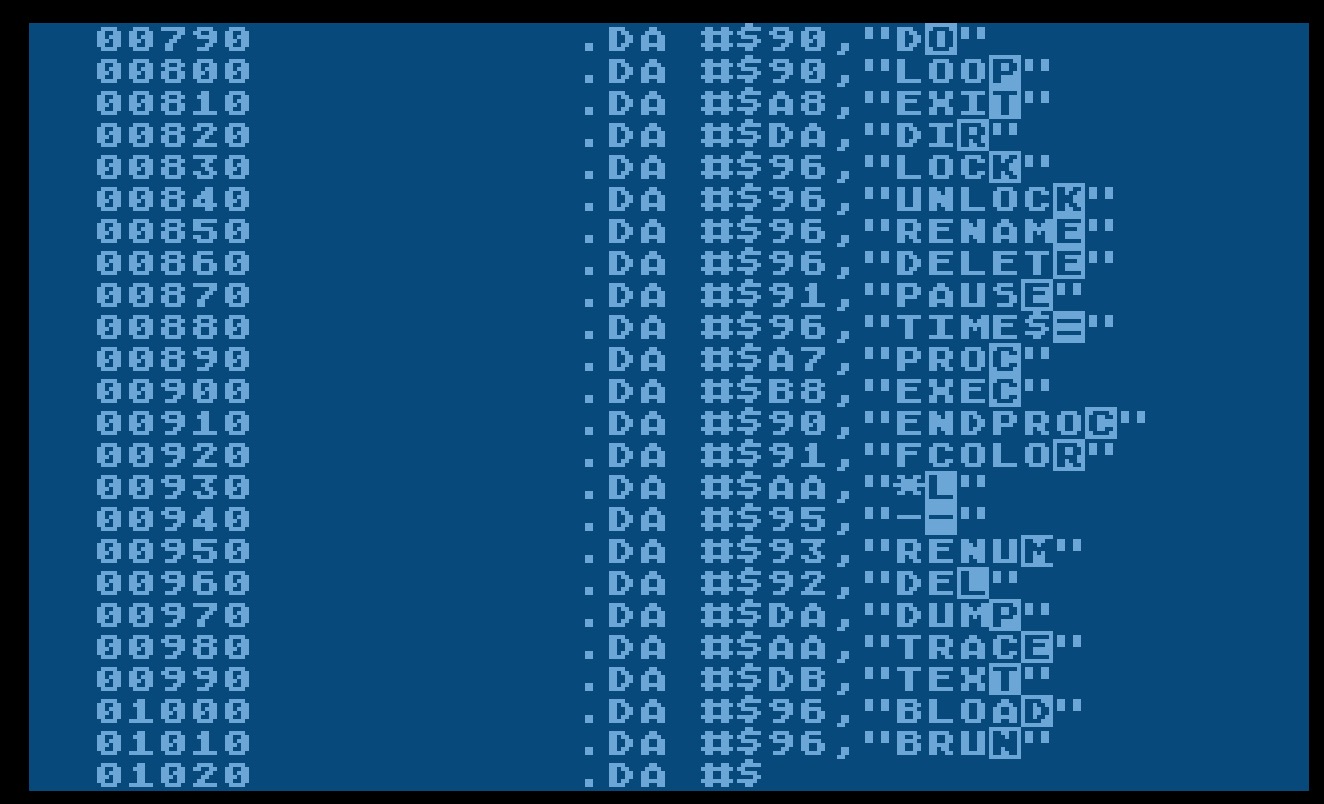 00790 .DA #$90,"DO"
00800 .DA #$90,"LOOP"
00810 .DA #$A8,"EXIT"
00820 .DA #$DA,"DIR"
00830 .DA #$96,"LOCK"
00840 .DA #$96,"UNLOCK"
00850 .DA #$96,"RENAME"
00860 .DA #$96,"DELETE"
00870 .DA #$91,"PAUSE"
00880 .DA #$96,"TIME$="
00890 .DA #$A7,"PROC"
00900 .DA #$B8,"EXEC"
00910 .DA #$90,"ENDPROC"
00920 .DA #$91,"FCOLOR"
00930 .DA #$AA,"*L"
00940 .DA #$95,"--"
00950 .DA #$93,"RENUM"
00960 .DA #$92,"DEL"
00970 .DA #$DA,"DUMP"
00980 .DA #$AA,"TRACE"
00990 .DA #$DB,"TEXT"
01000 .DA #$96,"BLOAD"
01010 .DA #$96,"BRUN"
01020 .DA #$